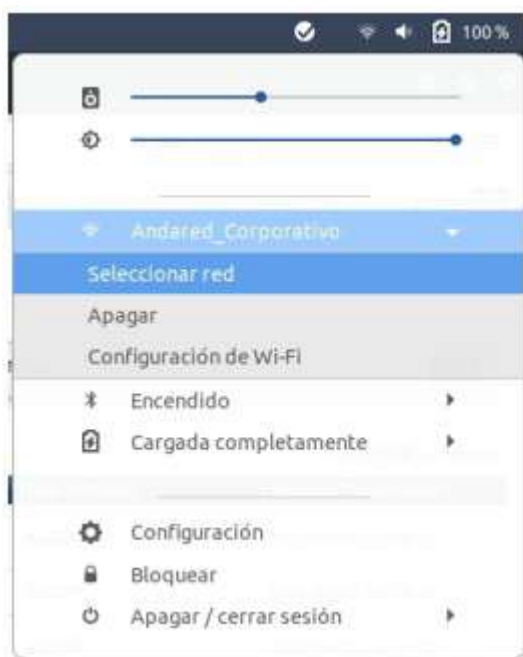 100 %
Andared_Corporativo
Seleccionar red
Apagar
Configuración de Wi-Fi
Encendido
Cargada completamente
Configuración
Bloquear
Apagar / cerrar sesión